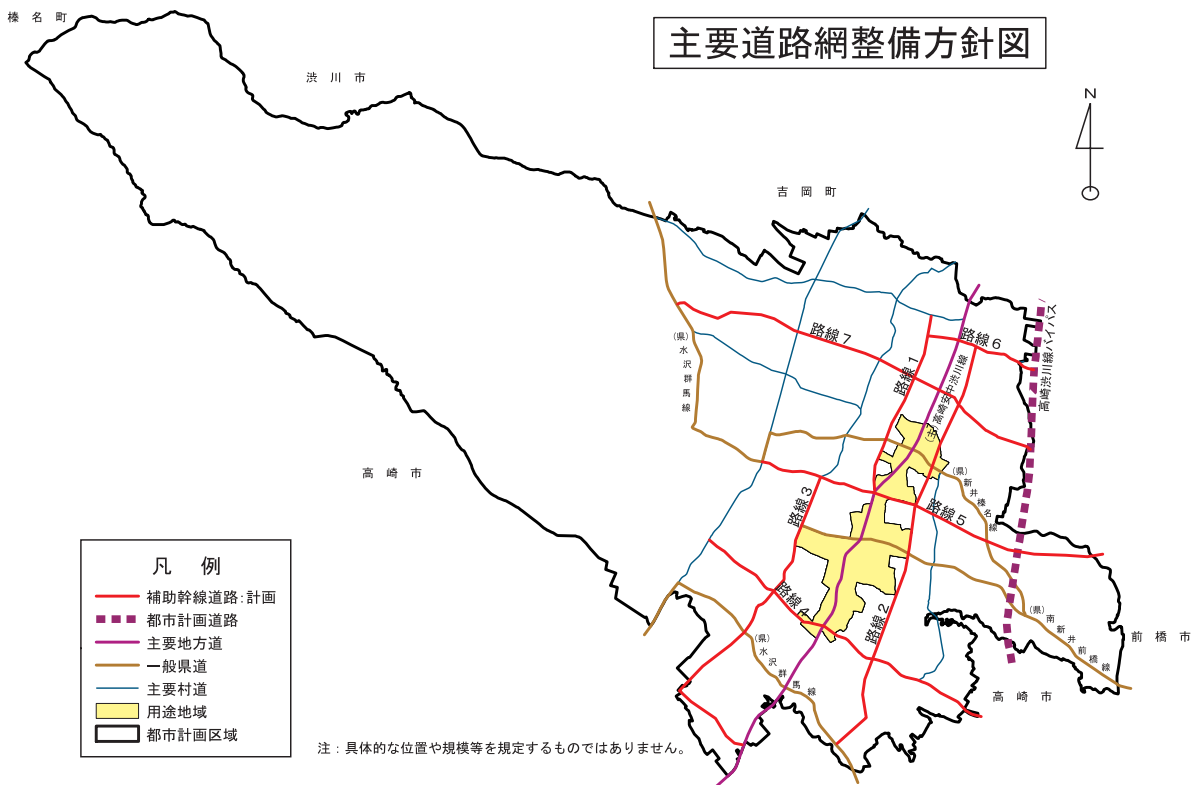 主要道路網整備方針図
榛名町
渋川市
吉岡町
N
高崎渋川線バイパス
(県)水沢群馬線
路線7
路線1
路線6
(主)高崎安中渋川線
高崎市
(県)新井榛名線
路線3
路線5
路線4
路線2
(県)南新井前橋線
前橋市
(県)水沢群馬線
高崎市
凡例
補助幹線道路:計画
都市計画道路
主要地方道
一般県道
主要村道
用途地域
都市計画区域
注:具体的な位置や規模等を規定するものではありません。